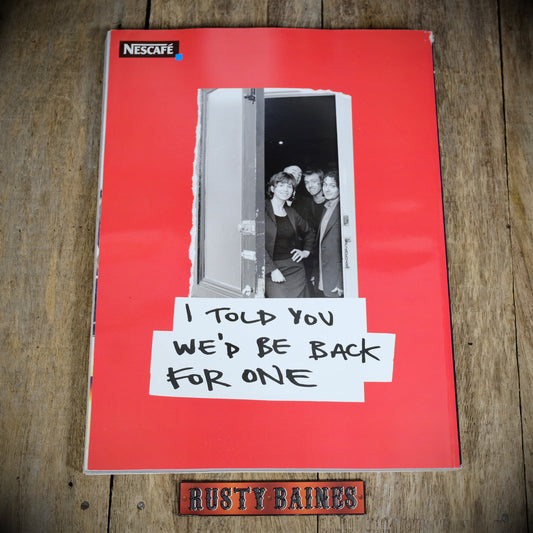 NESCAFÉ
I TOLD YOU
WE'D BE BACK
FOR ONE
RUSTY BAINES